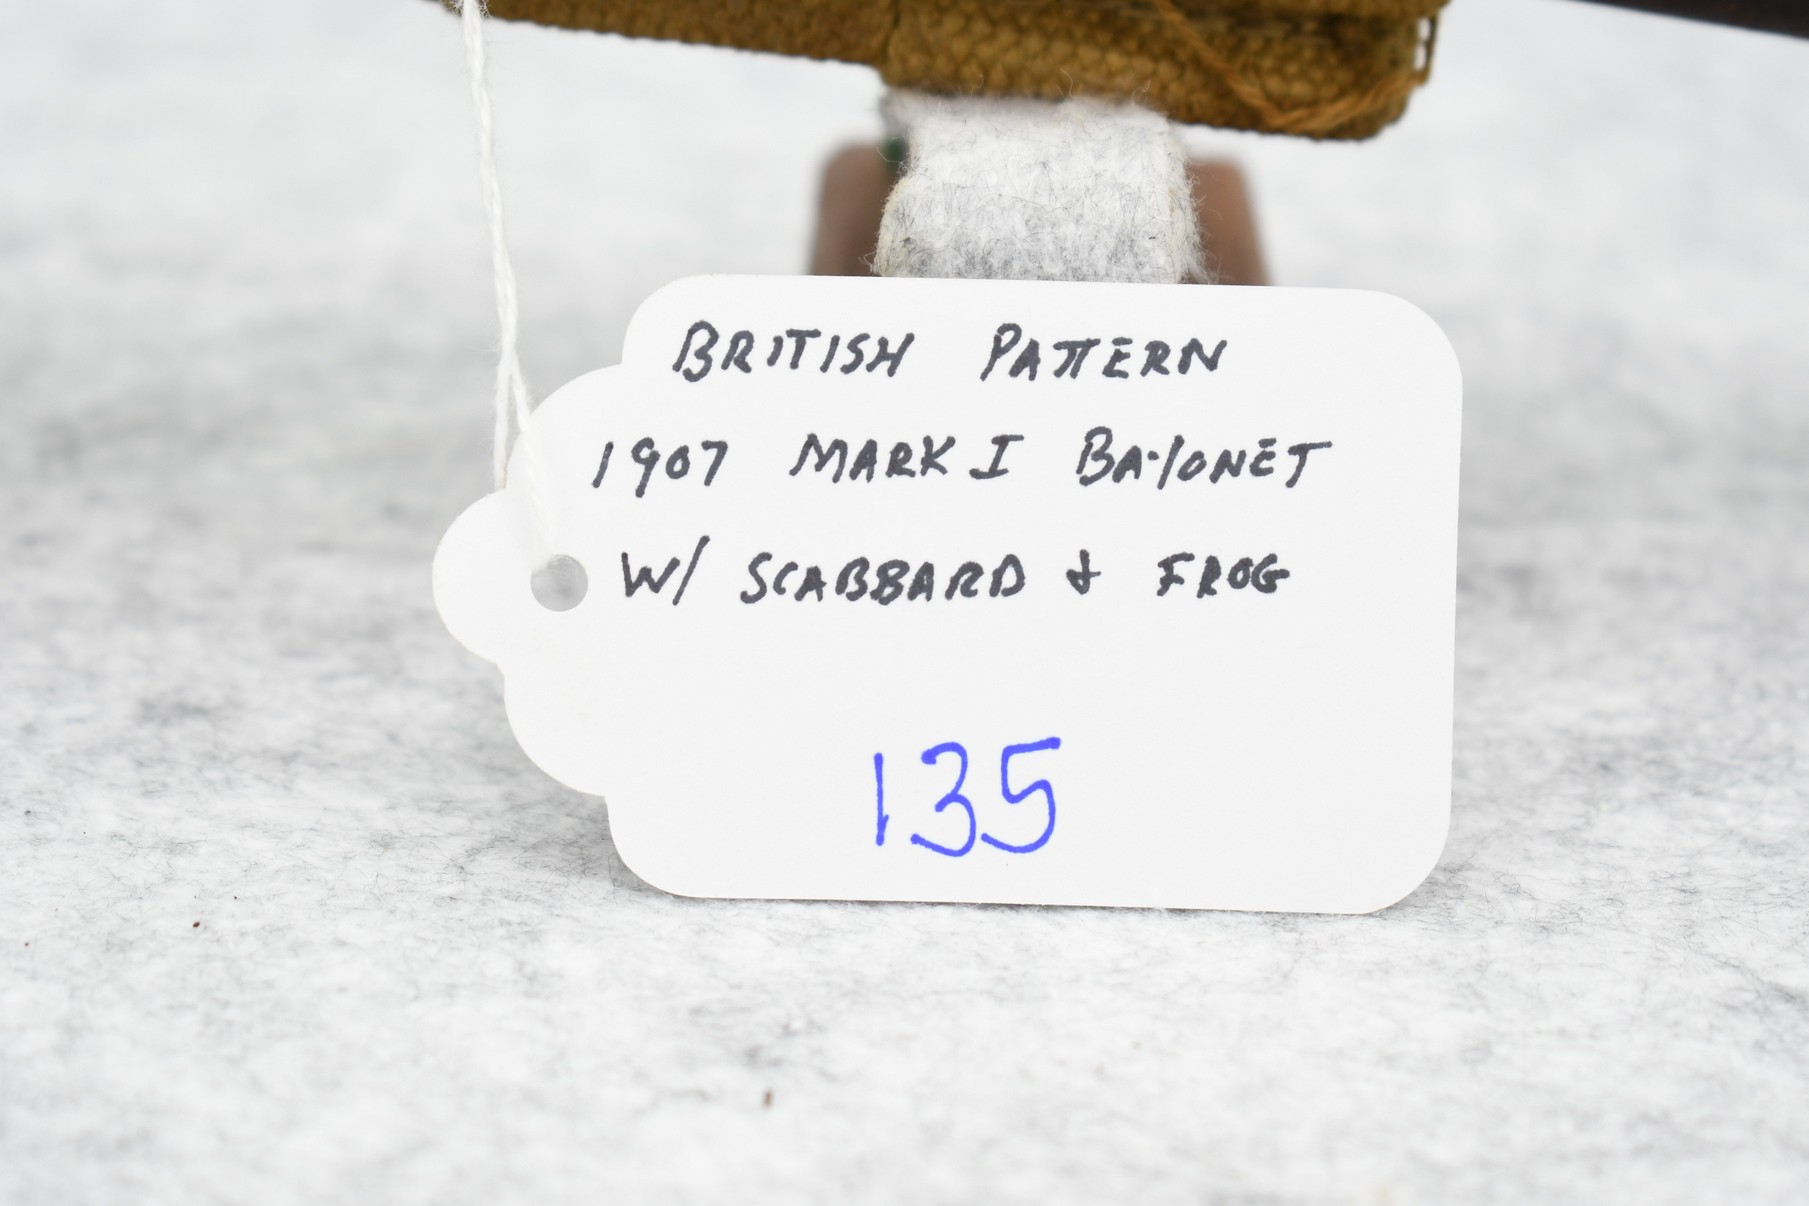 BRITISH PATTERN
1907 MARK I BAYONET
W/ SCABBARD & FROG
135